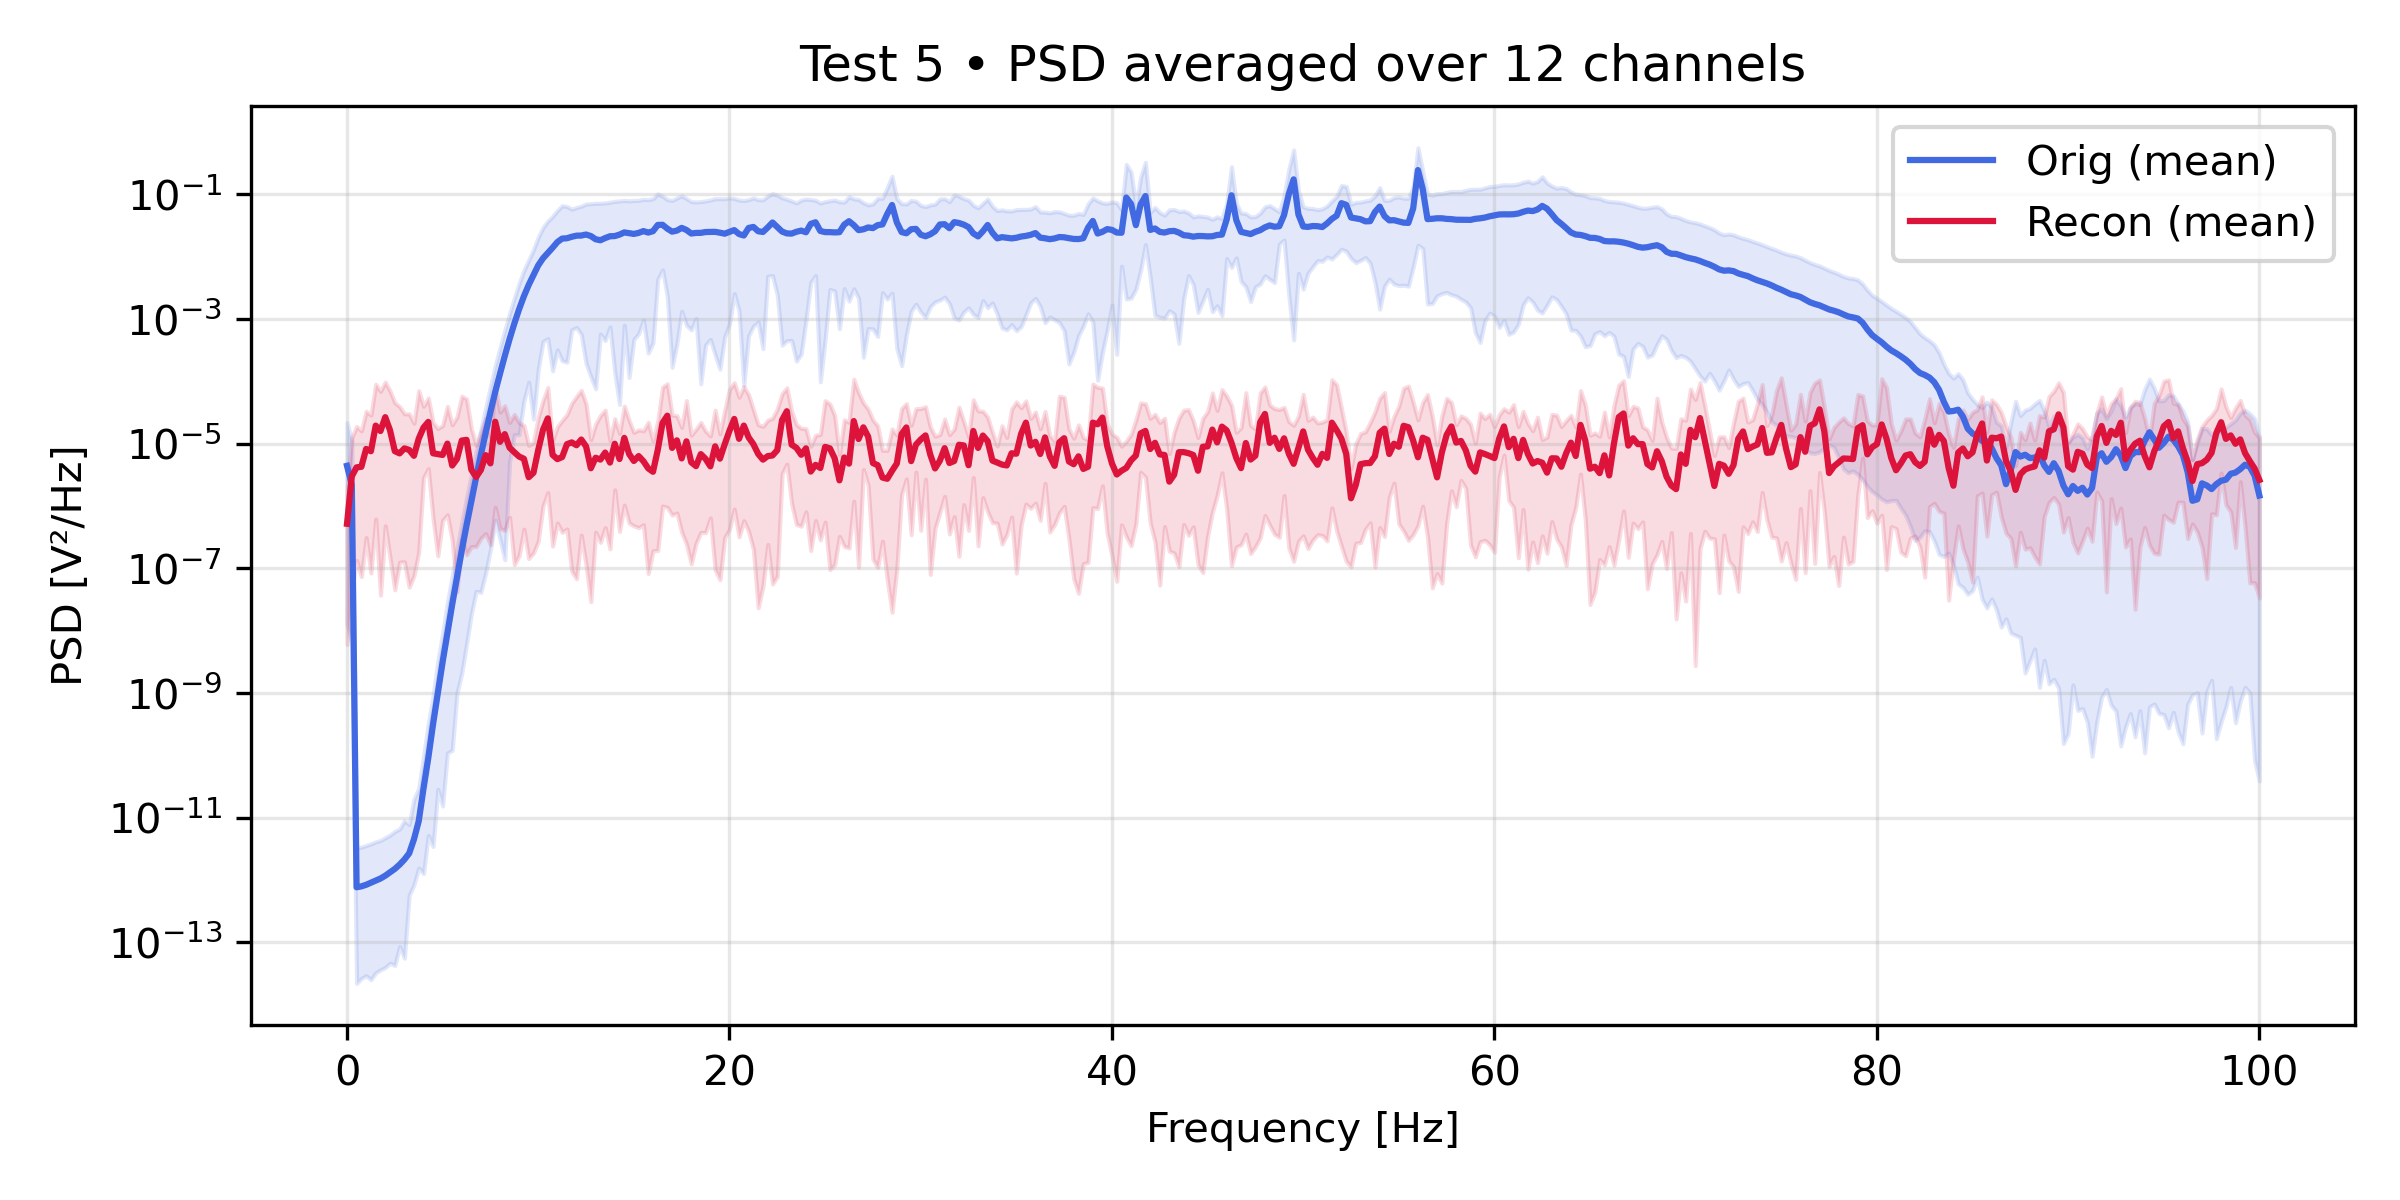 Test 5 • PSD averaged over 12 channels
PSD [V²/Hz]
10⁻¹
10⁻³
10⁻⁵
10⁻⁷
10⁻⁹
10⁻¹¹
10⁻¹³
Orig (mean)
Recon (mean)
0 20 40 60 80 100
Frequency [Hz]